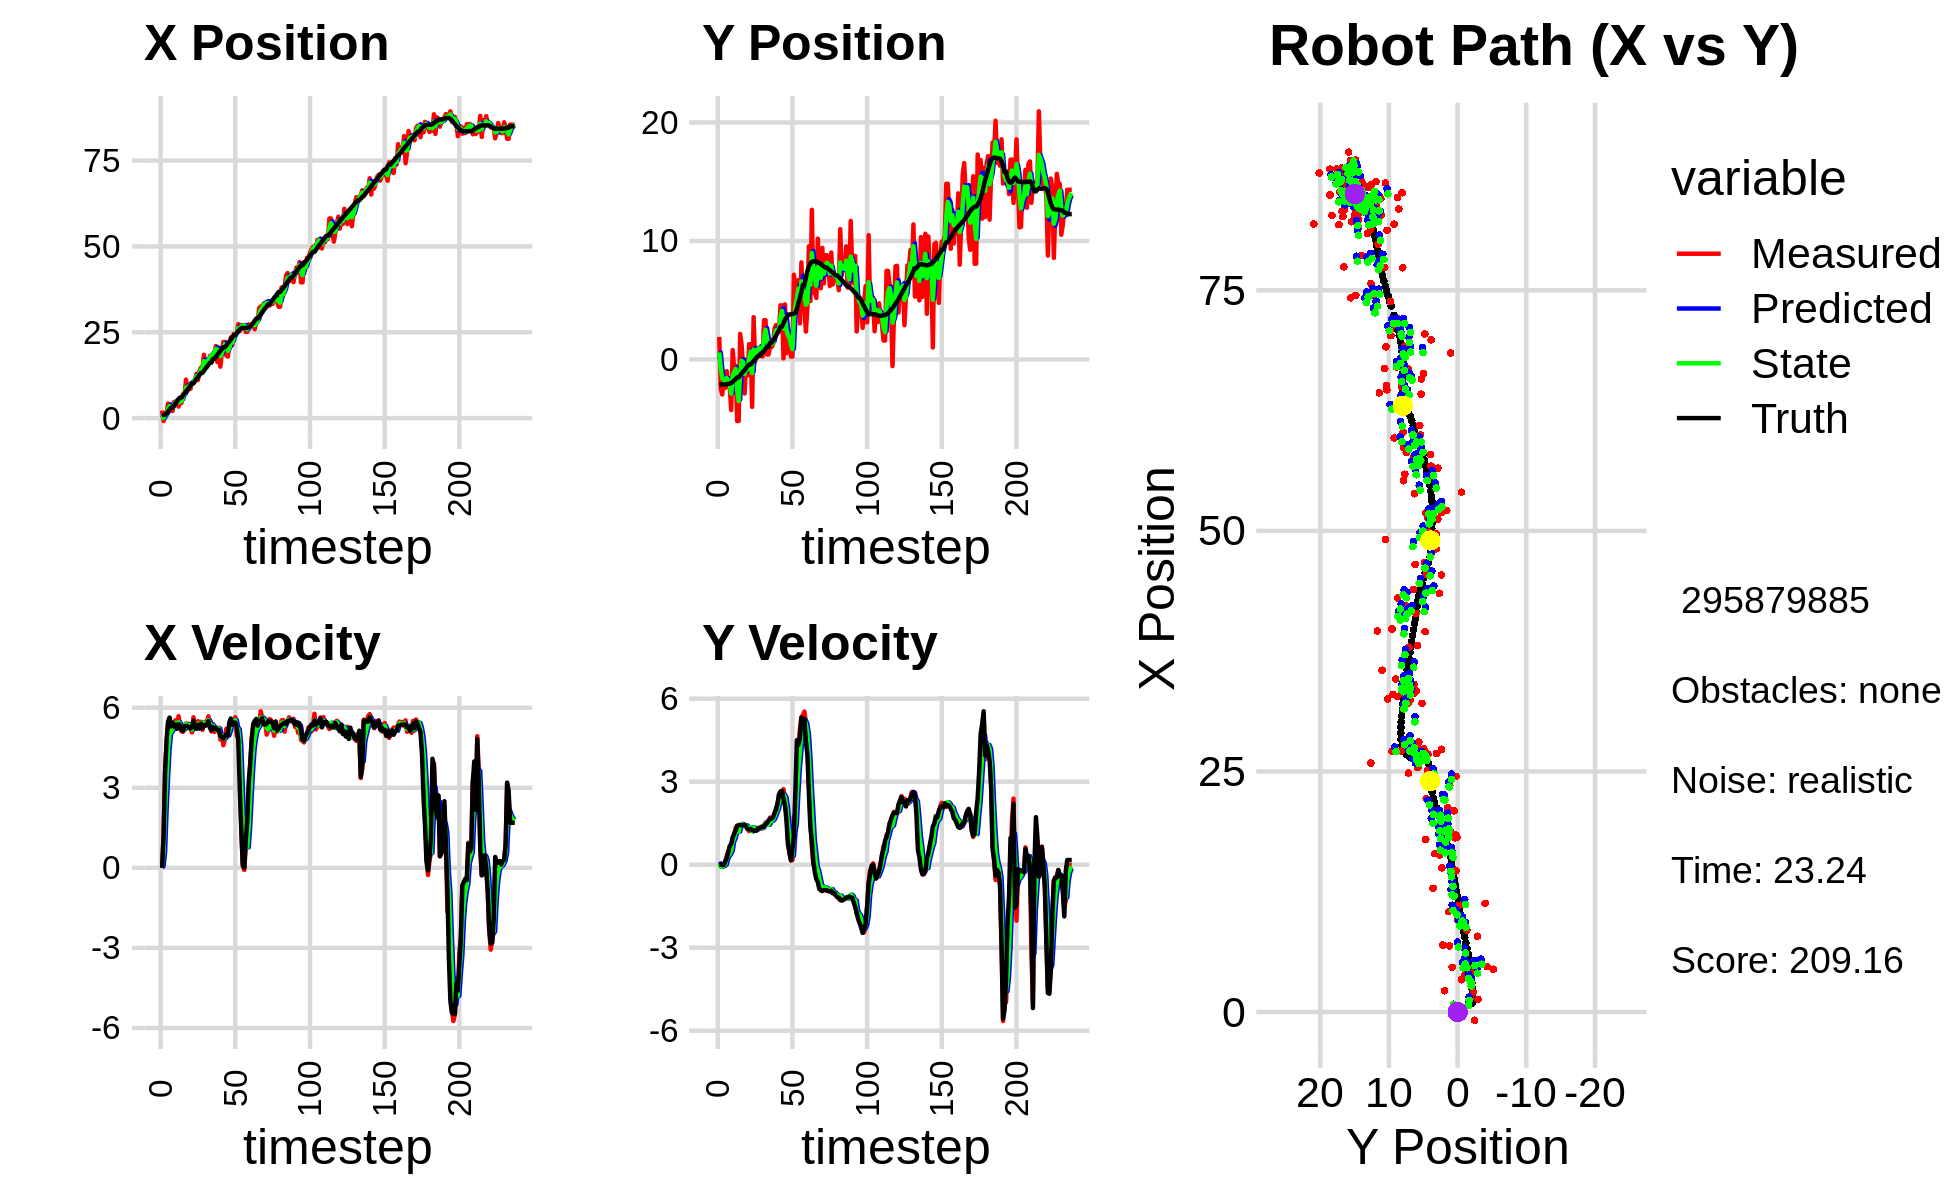 X Position
75
50
25
0
0
50
100
150
200
timestep
Y Position
20
10
0
0
50
100
150
200
timestep
X Velocity
6
3
0
-3
-6
0
50
100
150
200
timestep
Y Velocity
6
3
0
-3
-6
0
50
100
150
200
timestep
Robot Path (X vs Y)
X Position
75
50
25
0
20 10 0 -10 -20
Y Position
variable
Measured
Predicted
State
Truth
295879885
Obstacles: none
Noise: realistic
Time: 23.24
Score: 209.16